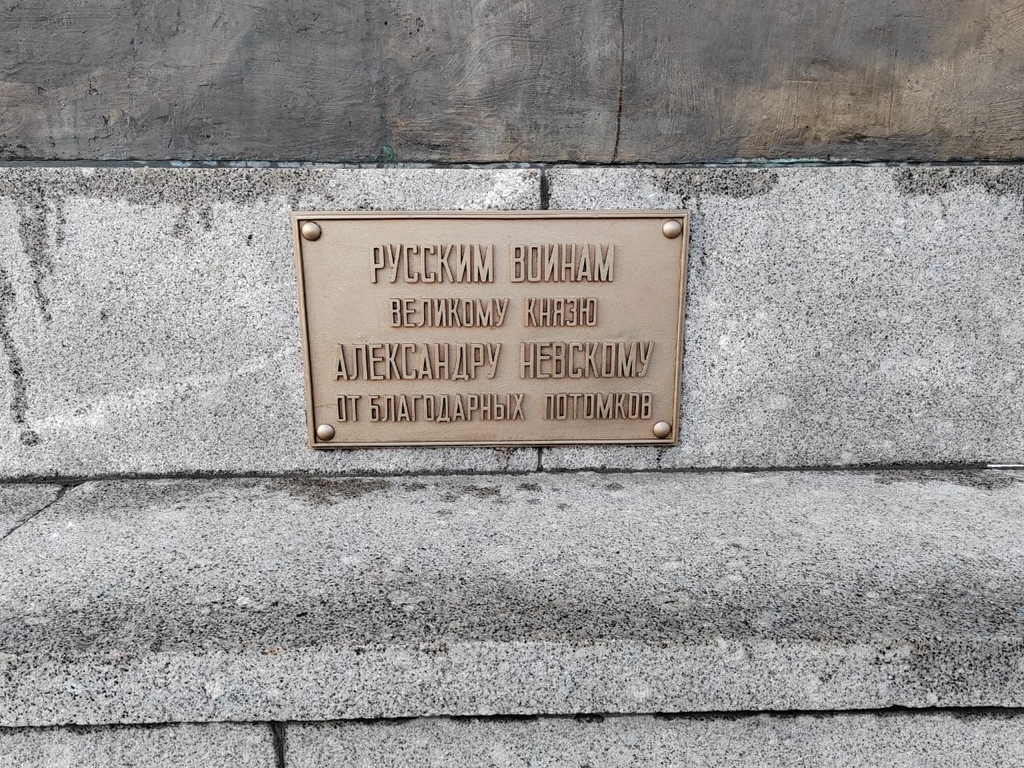 РУССКИМ ВОИНАМ
ВЕЛИКОМУ КНЯЗЮ
АЛЕКСАНДРУ НЕВСКОМУ
ОТ БЛАГОДАРНЫХ ПОТОМКОВ